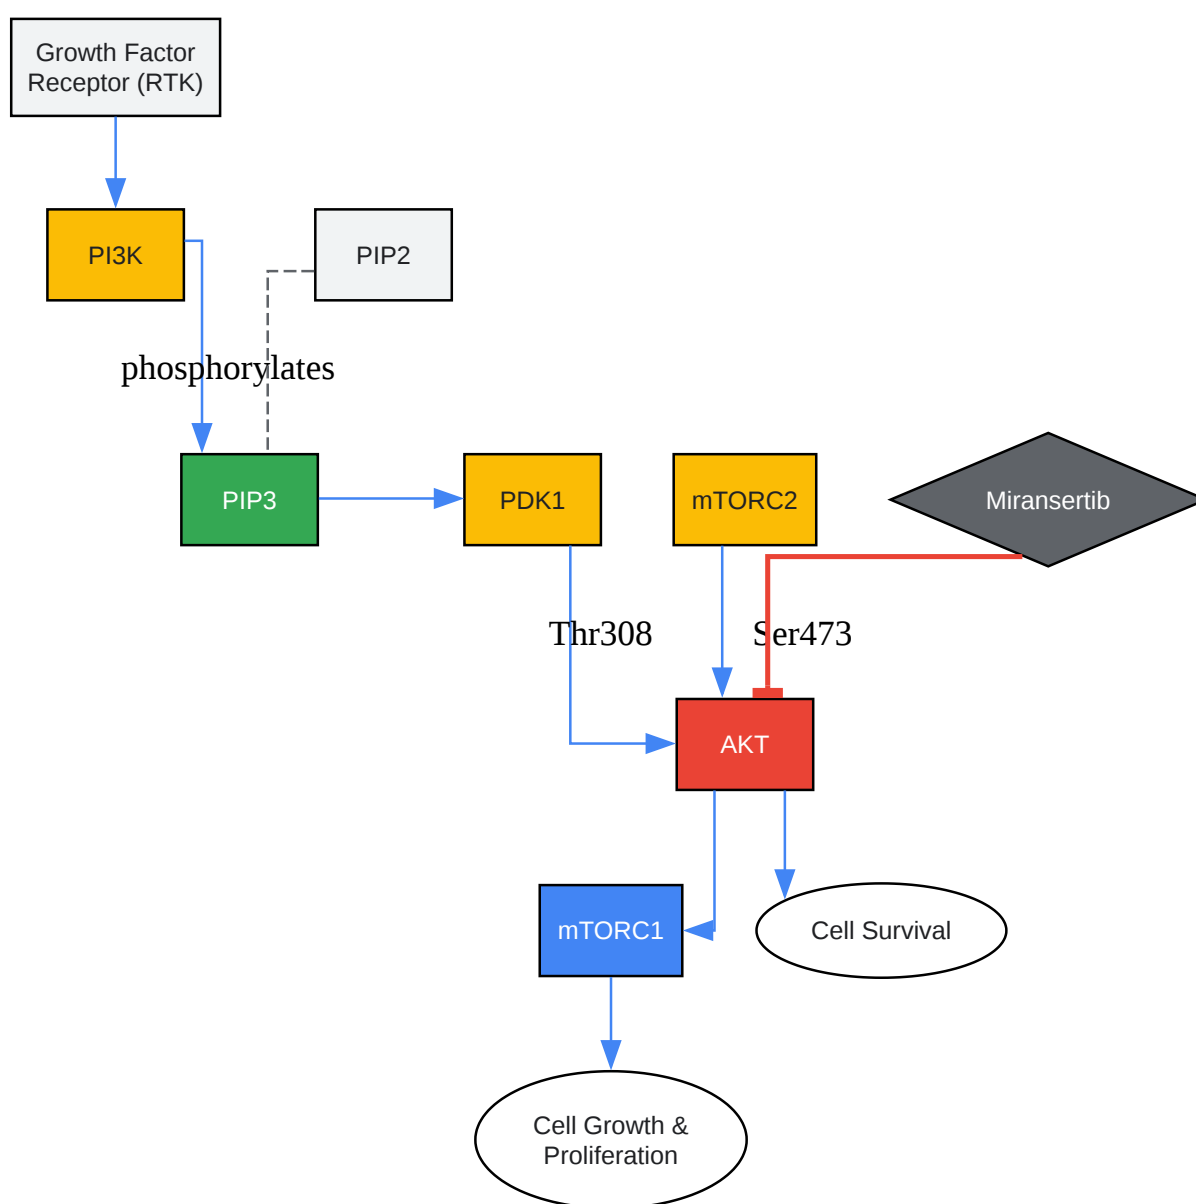 Growth Factor
Receptor (RTK)
PI3K
PIP2
phosphorylates
PIP3
PDK1
mTORC2
Miransertib
Thr308
Ser473
AKT
mTORC1
Cell Survival
Cell Growth &
Proliferation